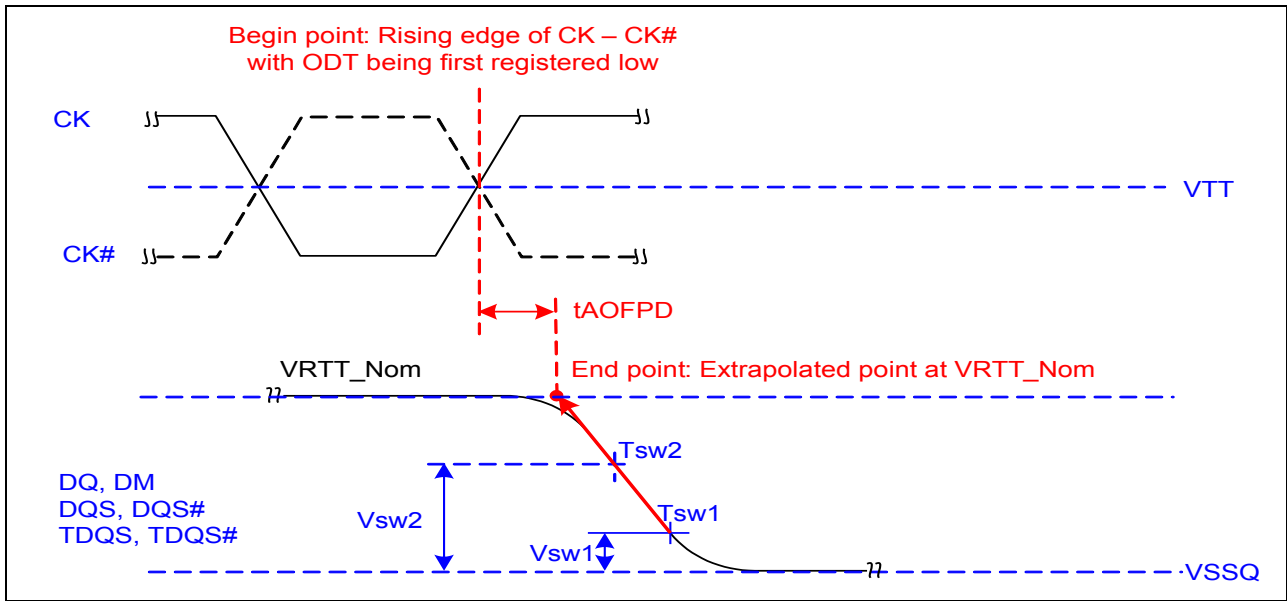 Begin point: Rising edge of CK – CK#
with ODT being first registered low
CK
VTT
CK#
tAOFPD
VRTT_Nom
End point: Extrapolated point at VRTT_Nom
Tsw2
DQ, DM
DQS, DQS#
TDQS, TDQS#
Vsw2
Tsw1
Vsw1
VSSQ